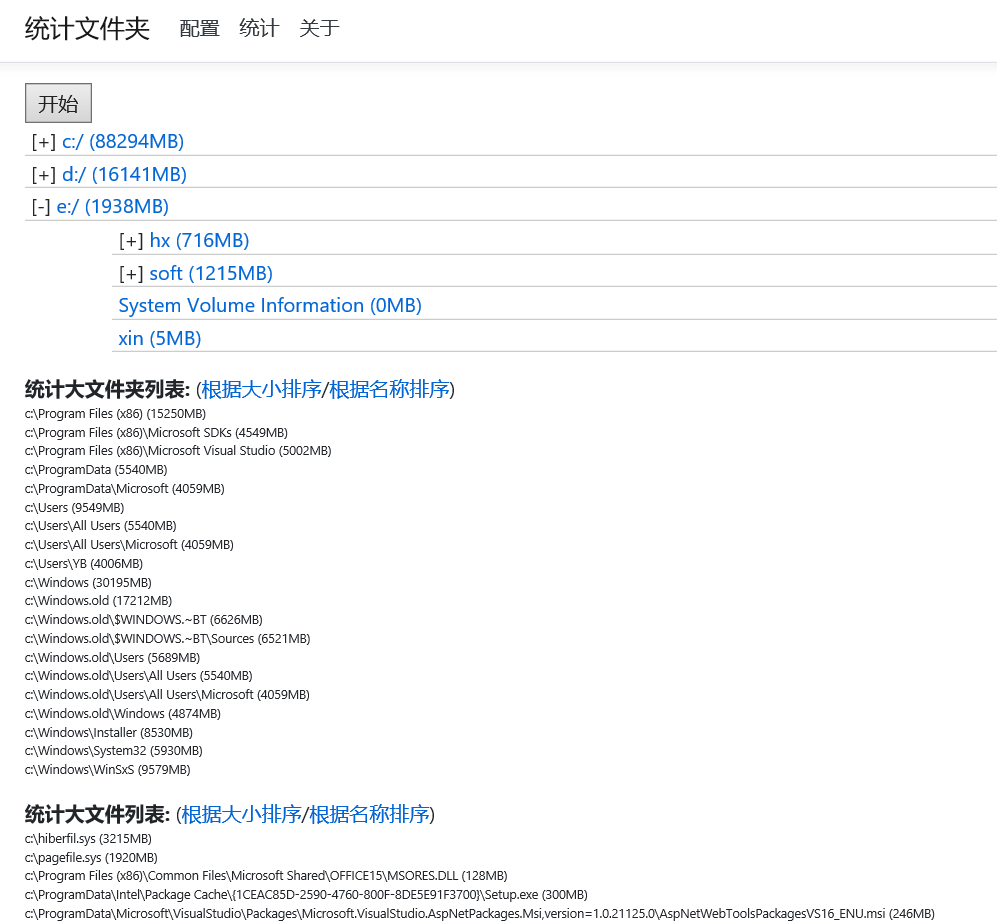 统计文件夹 配置 统计 关于
开始
[+] c:/ (88294MB)
[+] d:/ (16141MB)
[-] e:/ (1938MB)
[+] hx (716MB)
[+] soft (1215MB)
System Volume Information (0MB)
xin (5MB)
统计大文件夹列表: (根据大小排序/根据名称排序)
c:\Program Files (x86) (15250MB)
c:\Program Files (x86)\Microsoft SDKs (4549MB)
c:\Program Files (x86)\Microsoft Visual Studio (5002MB)
c:\ProgramData (5540MB)
c:\ProgramData\Microsoft (4059MB)
c:\Users (9549MB)
c:\Users\All Users (5540MB)
c:\Users\All Users\Microsoft (4059MB)
c:\Users\YB (4006MB)
c:\Windows (30195MB)
c:\Windows.old (17212MB)
c:\Windows.old\$WINDOWS.~BT (6626MB)
c:\Windows.old\$WINDOWS.~BT\Sources (6521MB)
c:\Windows.old\Users (5689MB)
c:\Windows.old\Users\All Users (5540MB)
c:\Windows.old\Users\All Users\Microsoft (4059MB)
c:\Windows.old\Windows (4874MB)
c:\Windows\Installer (8530MB)
c:\Windows\System32 (5930MB)
c:\Windows\WinSxS (9579MB)
统计大文件列表: (根据大小排序/根据名称排序)
c:\hiberfil.sys (3215MB)
c:\pagefile.sys (1920MB)
c:\Program Files (x86)\Common Files\Microsoft Shared\OFFICE15\MSORES.DLL (128MB)
c:\ProgramData\Intel\Package Cache\{1CEAC85D-2590-4760-800F-8DE5E91F3700}\Setup.exe (300MB)
c:\ProgramData\Microsoft\VisualStudio\Packages\Microsoft.VisualStudio.AspNetPackages.Msi,version=1.0.21125.0\AspNetWebToolsPackagesVS16_ENU.msi (246MB)